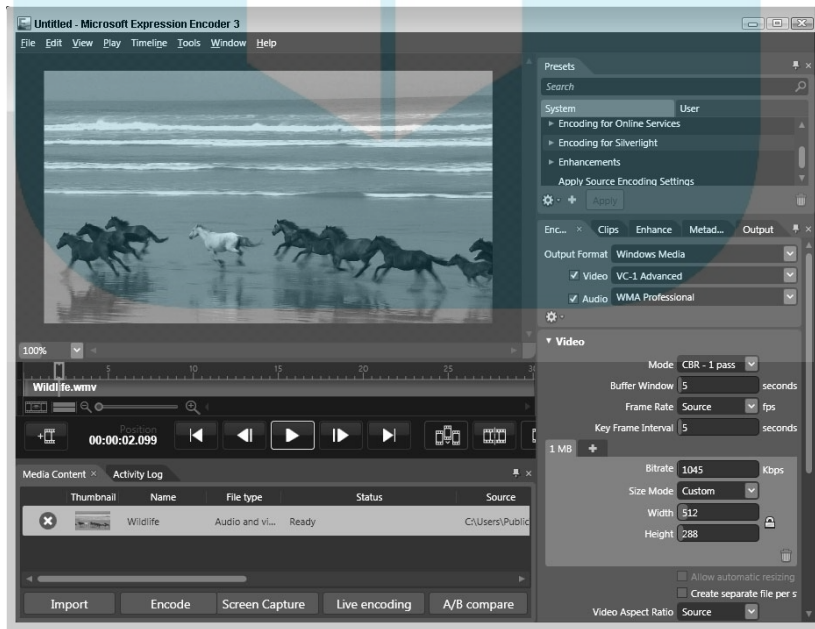 Untitled - Microsoft Expression Encoder 3
File Edit View Play Timeline Tools Window Help
Presets
Search
System User
Encoding for Online Services
Encoding for Silverlight
Enhancements
Apply Source Encoding Settings
Apply
Enc... Clips Enhance Metad... Output
Output Format Windows Media
Video VC-1 Advanced
Audio WMA Professional
Video
Mode CBR - 1 pass
Buffer Window 5 seconds
Frame Rate Source fps
Key Frame Interval 5 seconds
1 MB
Bitrate 1045 Kbps
Size Mode Custom
Width 512
Height 288
Allow automatic resizing
Create separate file per s
Video Aspect Ratio Source
100%
5 10 15 20 25 30
Wildlife.wmv
Position
00:00:02.099
Media Content Activity Log
Thumbnail Name File type Status Source
Wildlife Audio and vi... Ready C:\Users\Public
Import Encode Screen Capture Live encoding A/B compare